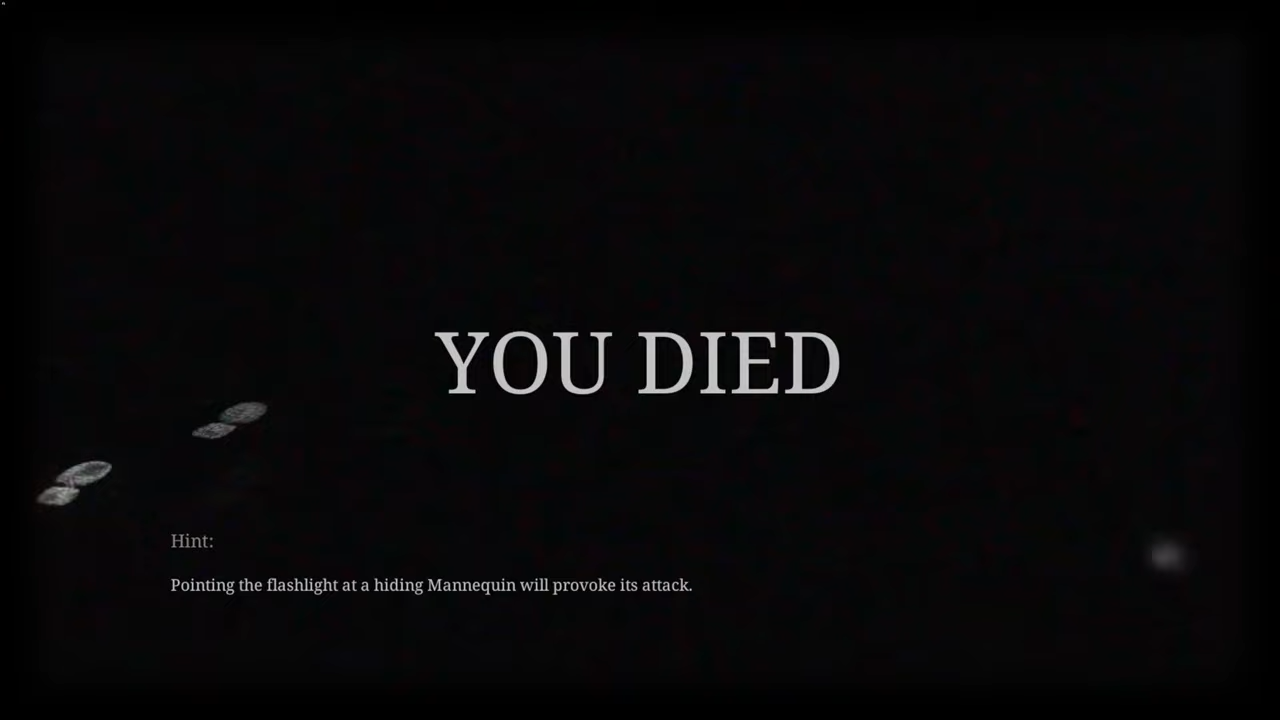 YOU DIED
Hint:
Pointing the flashlight at a hiding Mannequin will provoke its attack.